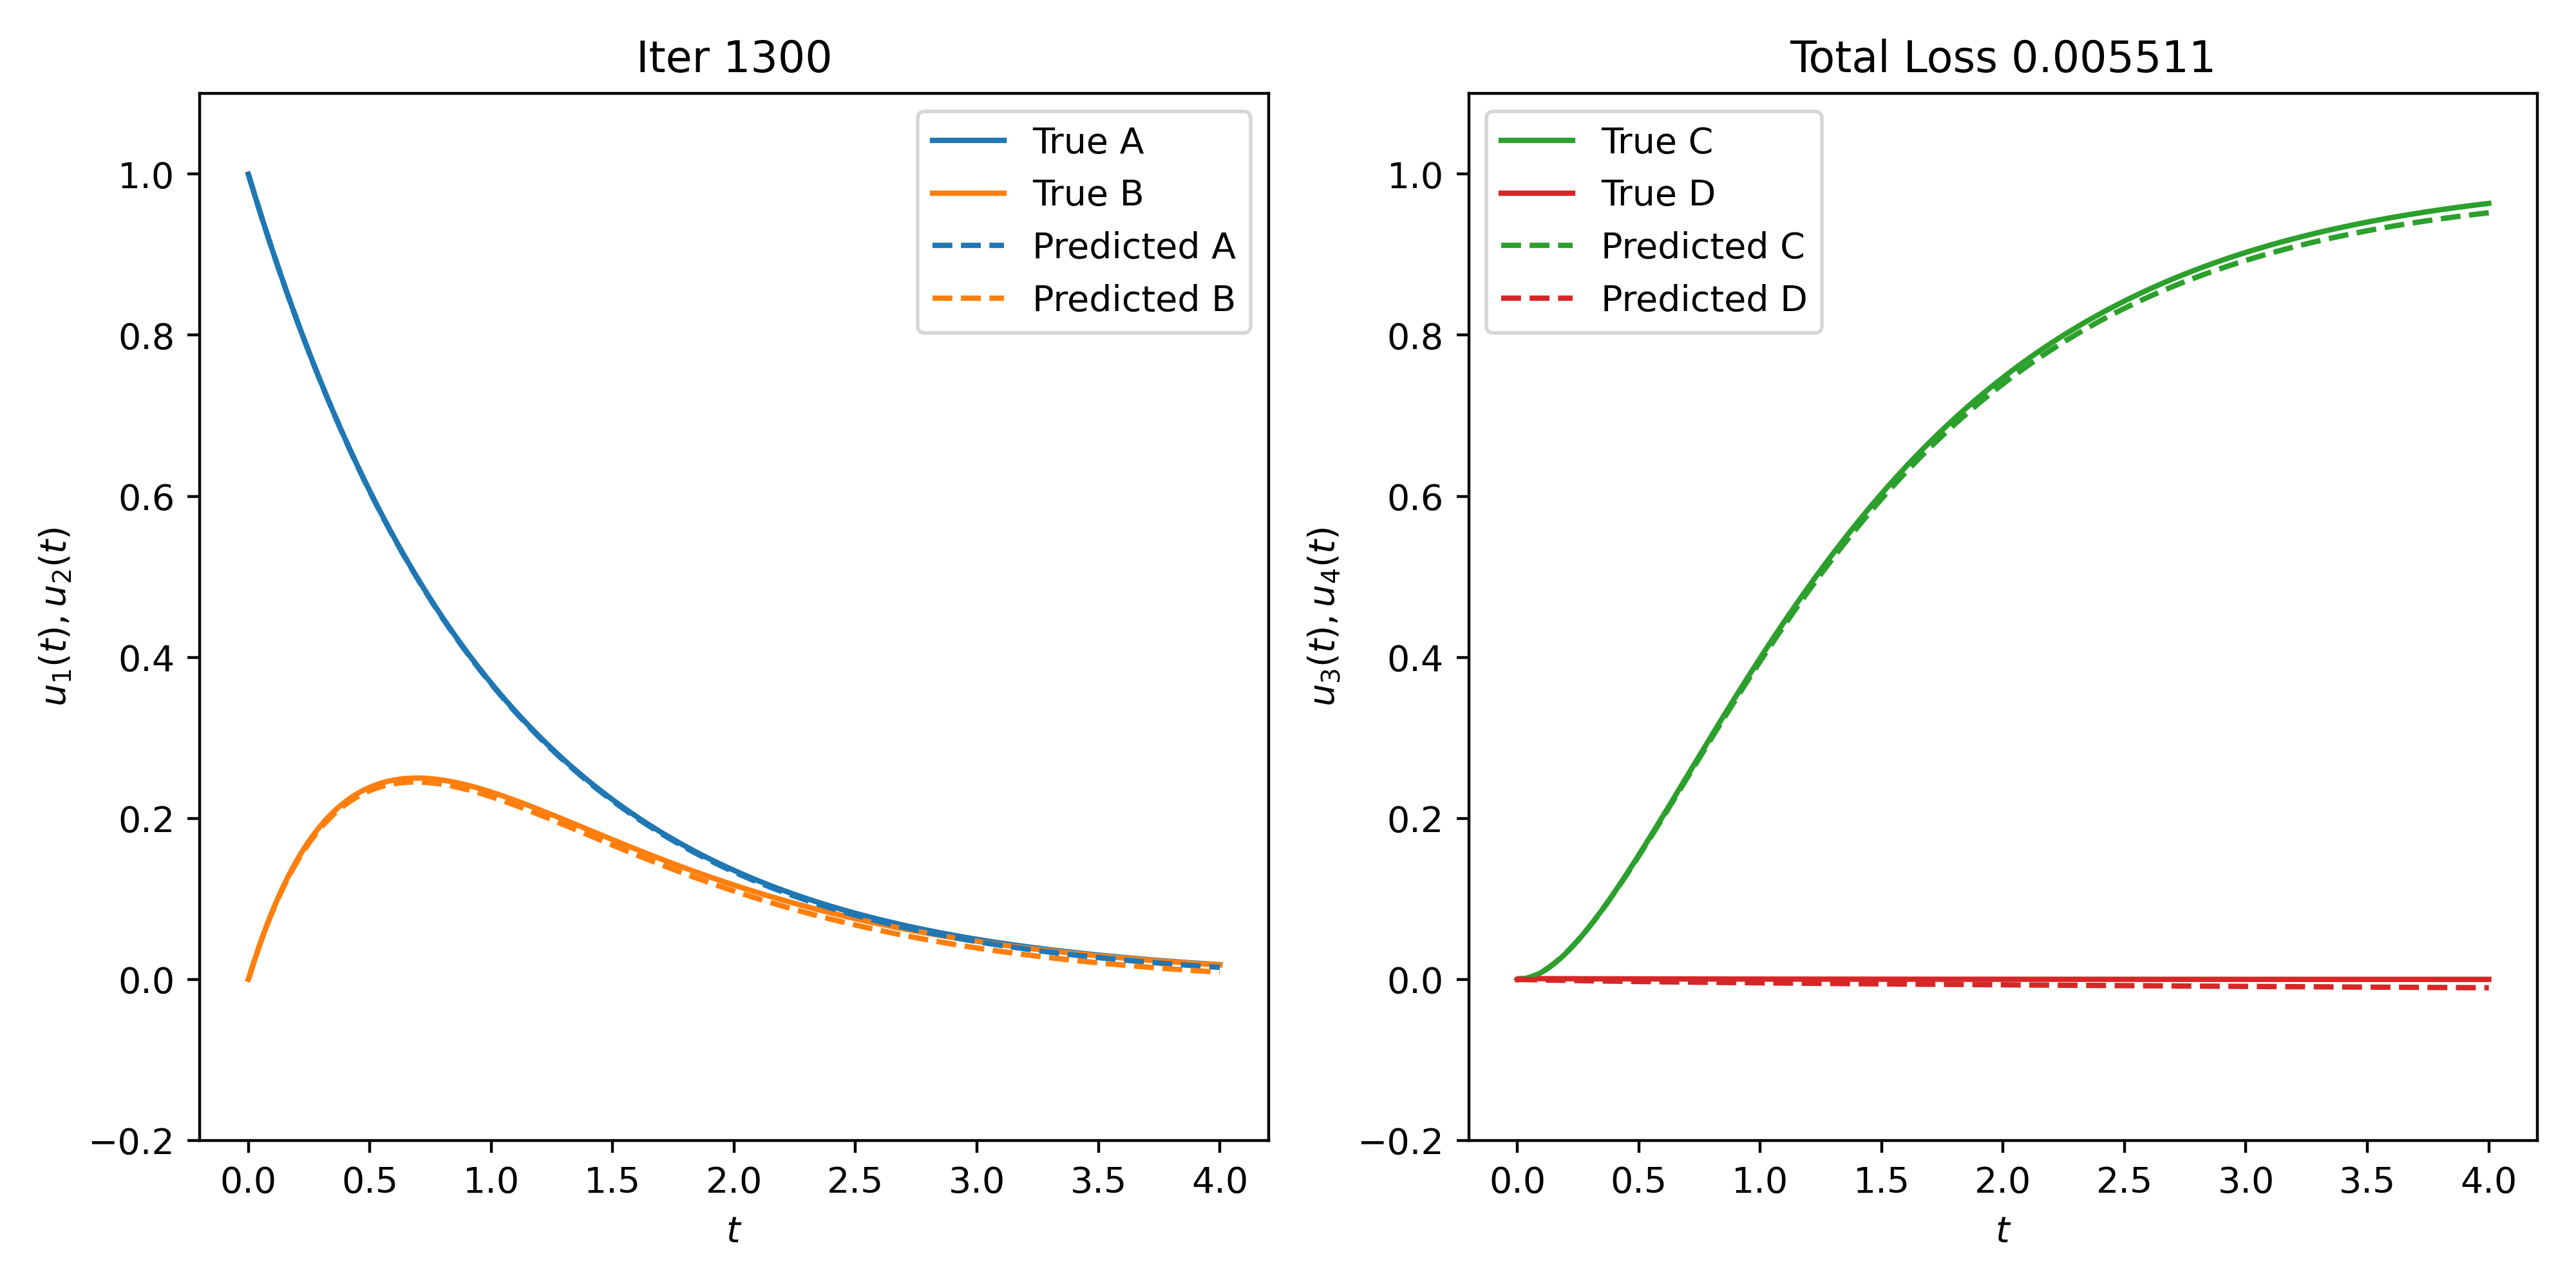 Iter 1300
True A
True B
Predicted A
Predicted B
1.0
0.8
0.6
0.4
0.2
0.0
−0.2
u₁(t), u₂(t)
0.0 0.5 1.0 1.5 2.0 2.5 3.0 3.5 4.0
t
Total Loss 0.005511
True C
True D
Predicted C
Predicted D
1.0
0.8
0.6
0.4
0.2
0.0
−0.2
u₃(t), u₄(t)
0.0 0.5 1.0 1.5 2.0 2.5 3.0 3.5 4.0
t